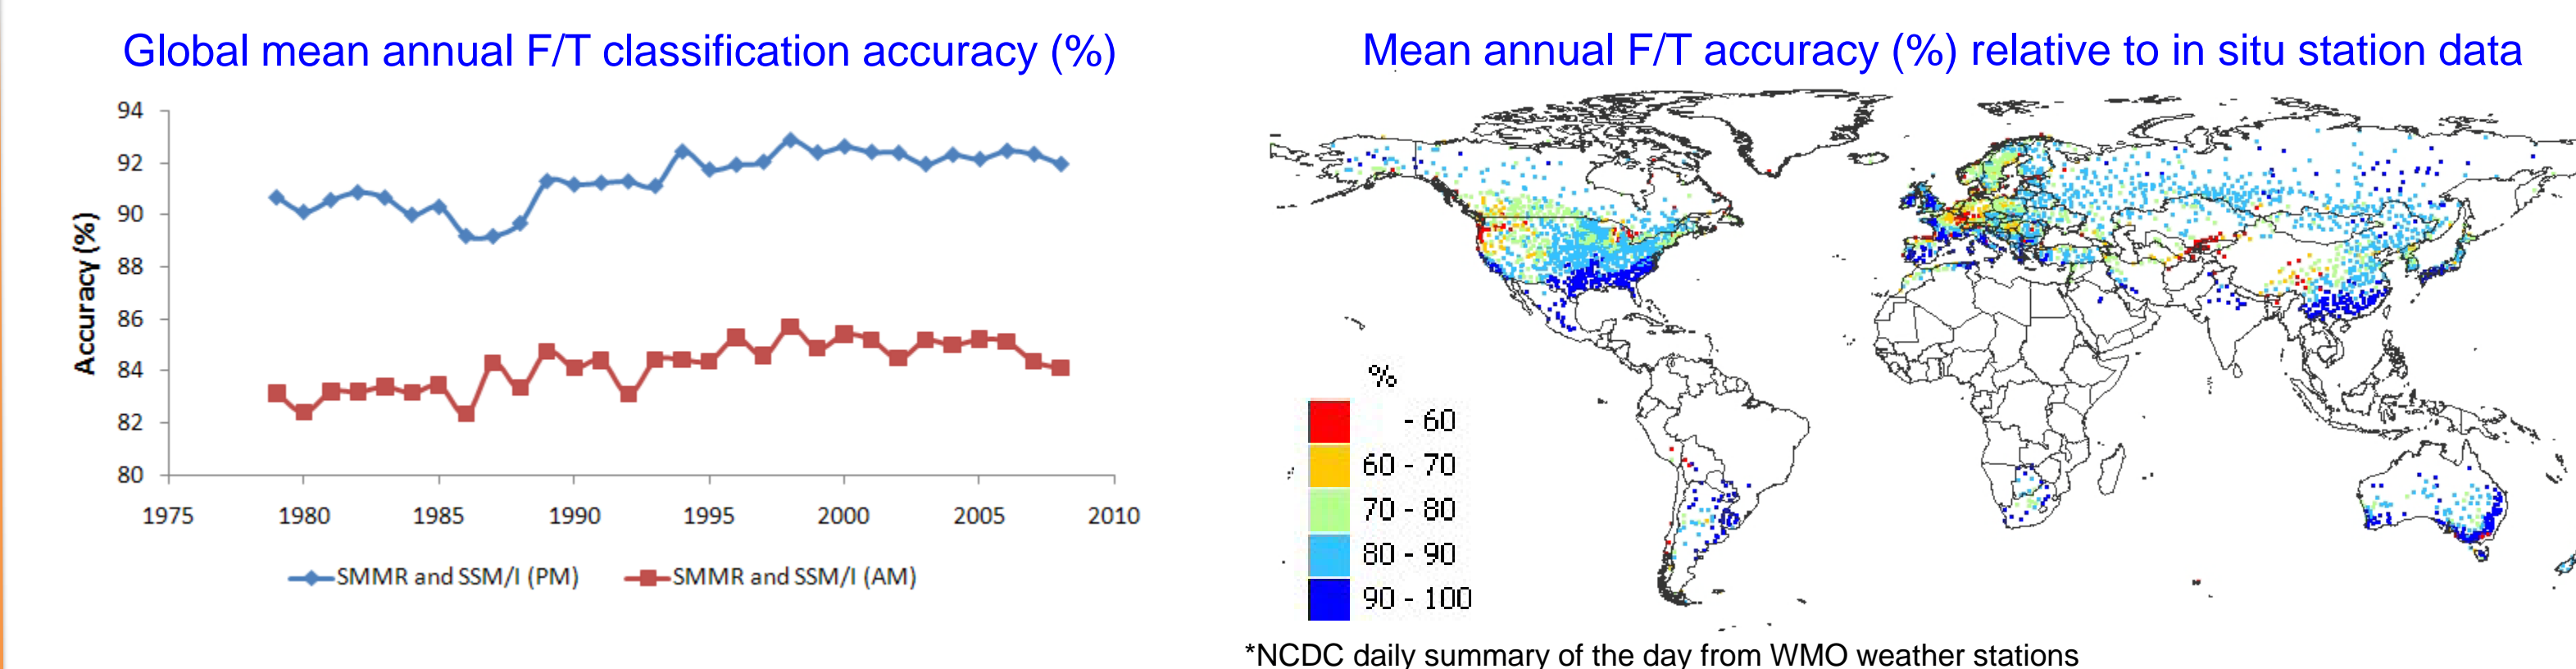 Global mean annual F/T classification accuracy (%)
94
92
90
88
86
84
82
80
Accuracy (%)
1975 1980 1985 1990 1995 2000 2005 2010
SMMR and SSM/I (PM) SMMR and SSM/I (AM)
Mean annual F/T accuracy (%) relative to in situ station data
%
- 60
60 - 70
70 - 80
80 - 90
90 - 100
*NCDC daily summary of the day from WMO weather stations